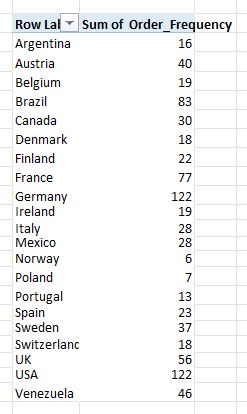 Row Lal Sum of Order_Frequency
Argentina 16
Austria 40
Belgium 19
Brazil 83
Canada 30
Denmark 18
Finland 22
France 77
Germany 122
Ireland 19
Italy 28
Mexico 28
Norway 6
Poland 7
Portugal 13
Spain 23
Sweden 37
Switzerlanc 18
UK 56
USA 122
Venezuela 46